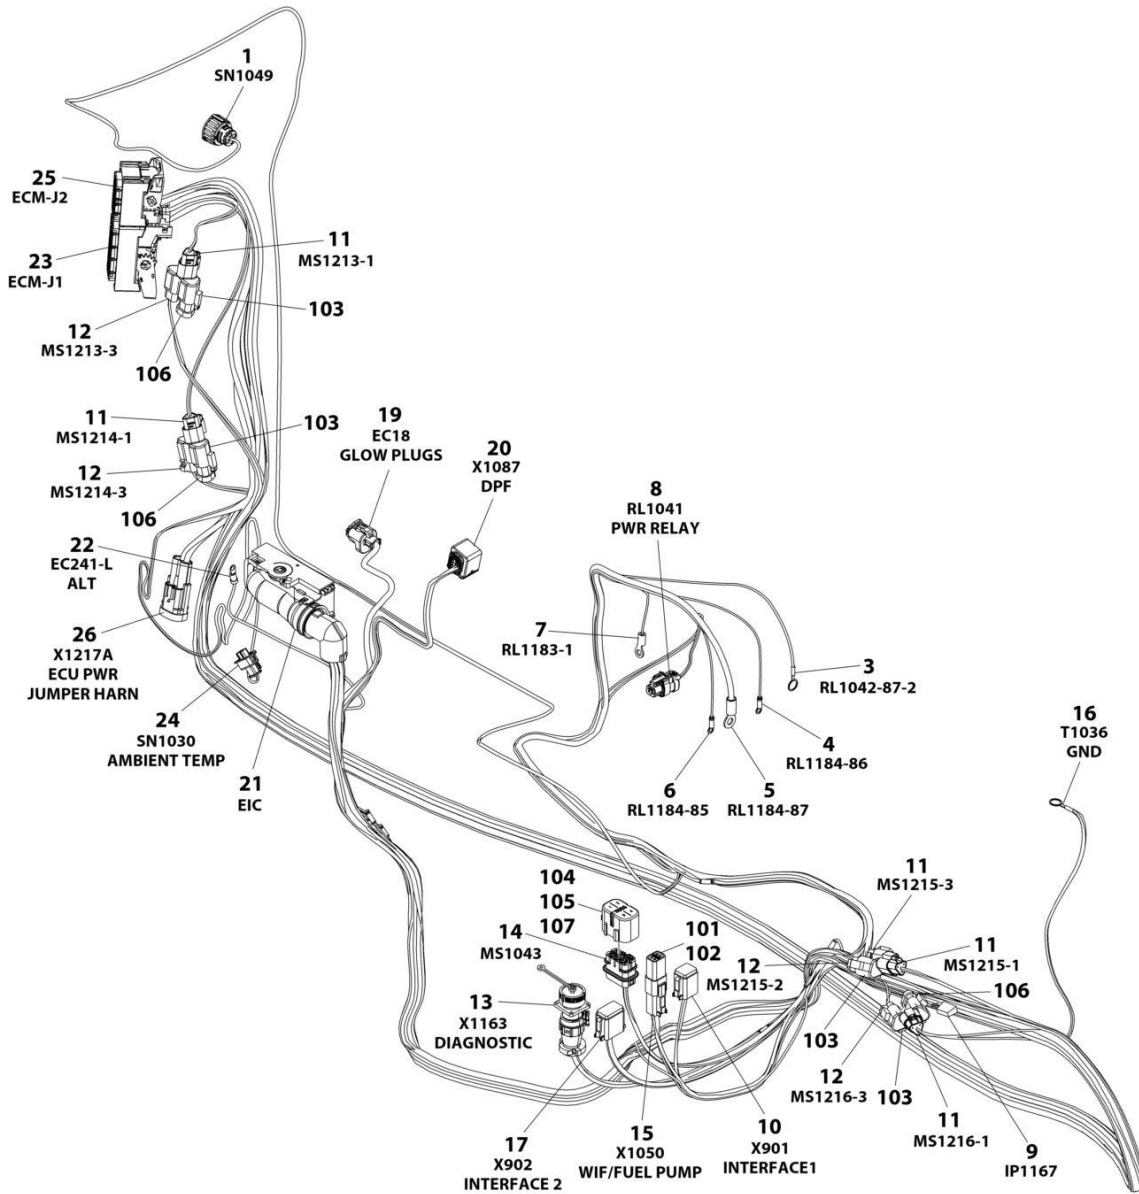 1
SN1049
25
ECM-J2
23
ECM-J1
11
MS1213-1
103
12
MS1213-3
106
11
MS1214-1
103
12
MS1214-3
106
19
EC18
GLOW PLUGS
20
X1087
DPF
8
RL1041
PWR RELAY
22
EC241-L
ALT
26
X1217A
ECU PWR
JUMPER HARN
24
SN1030
AMBIENT TEMP
21
EIC
7
RL1183-1
3
RL1042-87-2
4
RL1184-86
6
RL1184-85
5
RL1184-87
16
T1036
GND
104
105
107
14
MS1043
101
102
13
X1163
DIAGNOSTIC
11
MS1215-3
11
MS1215-1
12
MS1215-2
106
103
12
MS1216-3
103
11
MS1216-1
9
IP1167
17
X902
INTERFACE 2
15
X1050
WIF/FUEL PUMP
10
X901
INTERFACE1